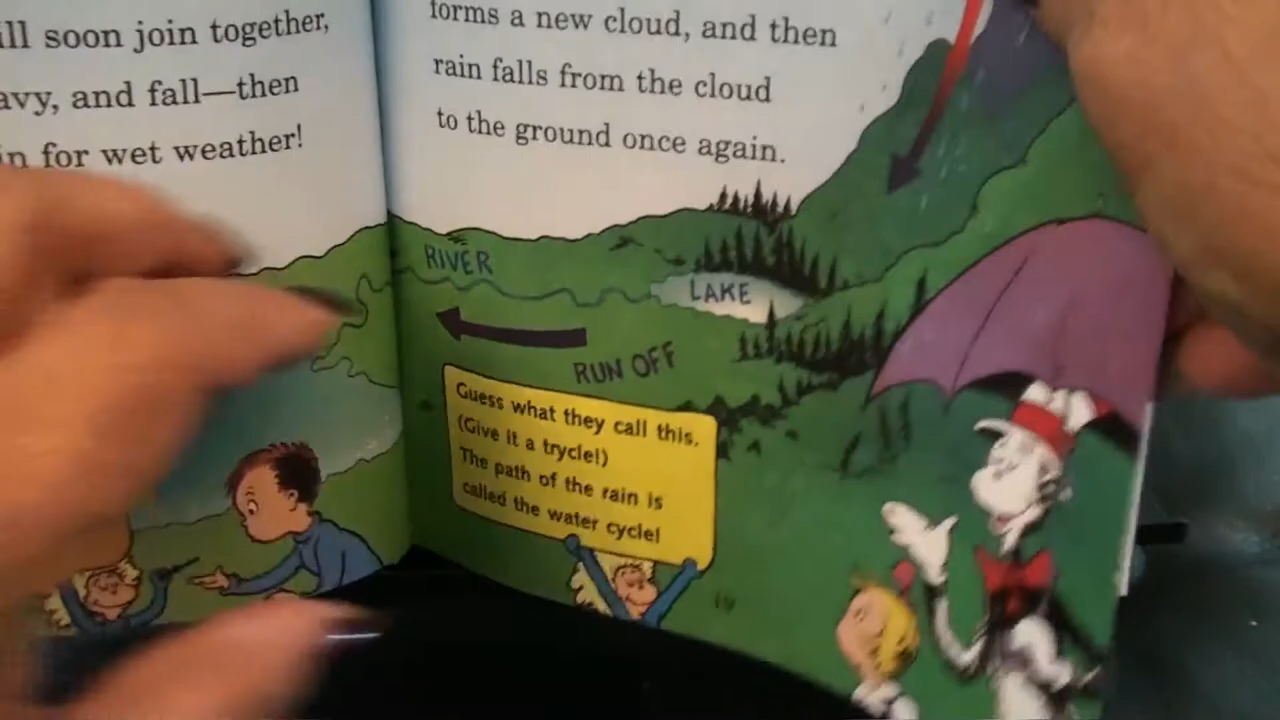 ill soon join together,
avy, and fall—then
in for wet weather!
forms a new cloud, and then
rain falls from the cloud
to the ground once again.
RIVER
LAKE
RUN OFF
Guess what they call this.
(Give it a trycle!)
The path of the rain is
called the water cycle!